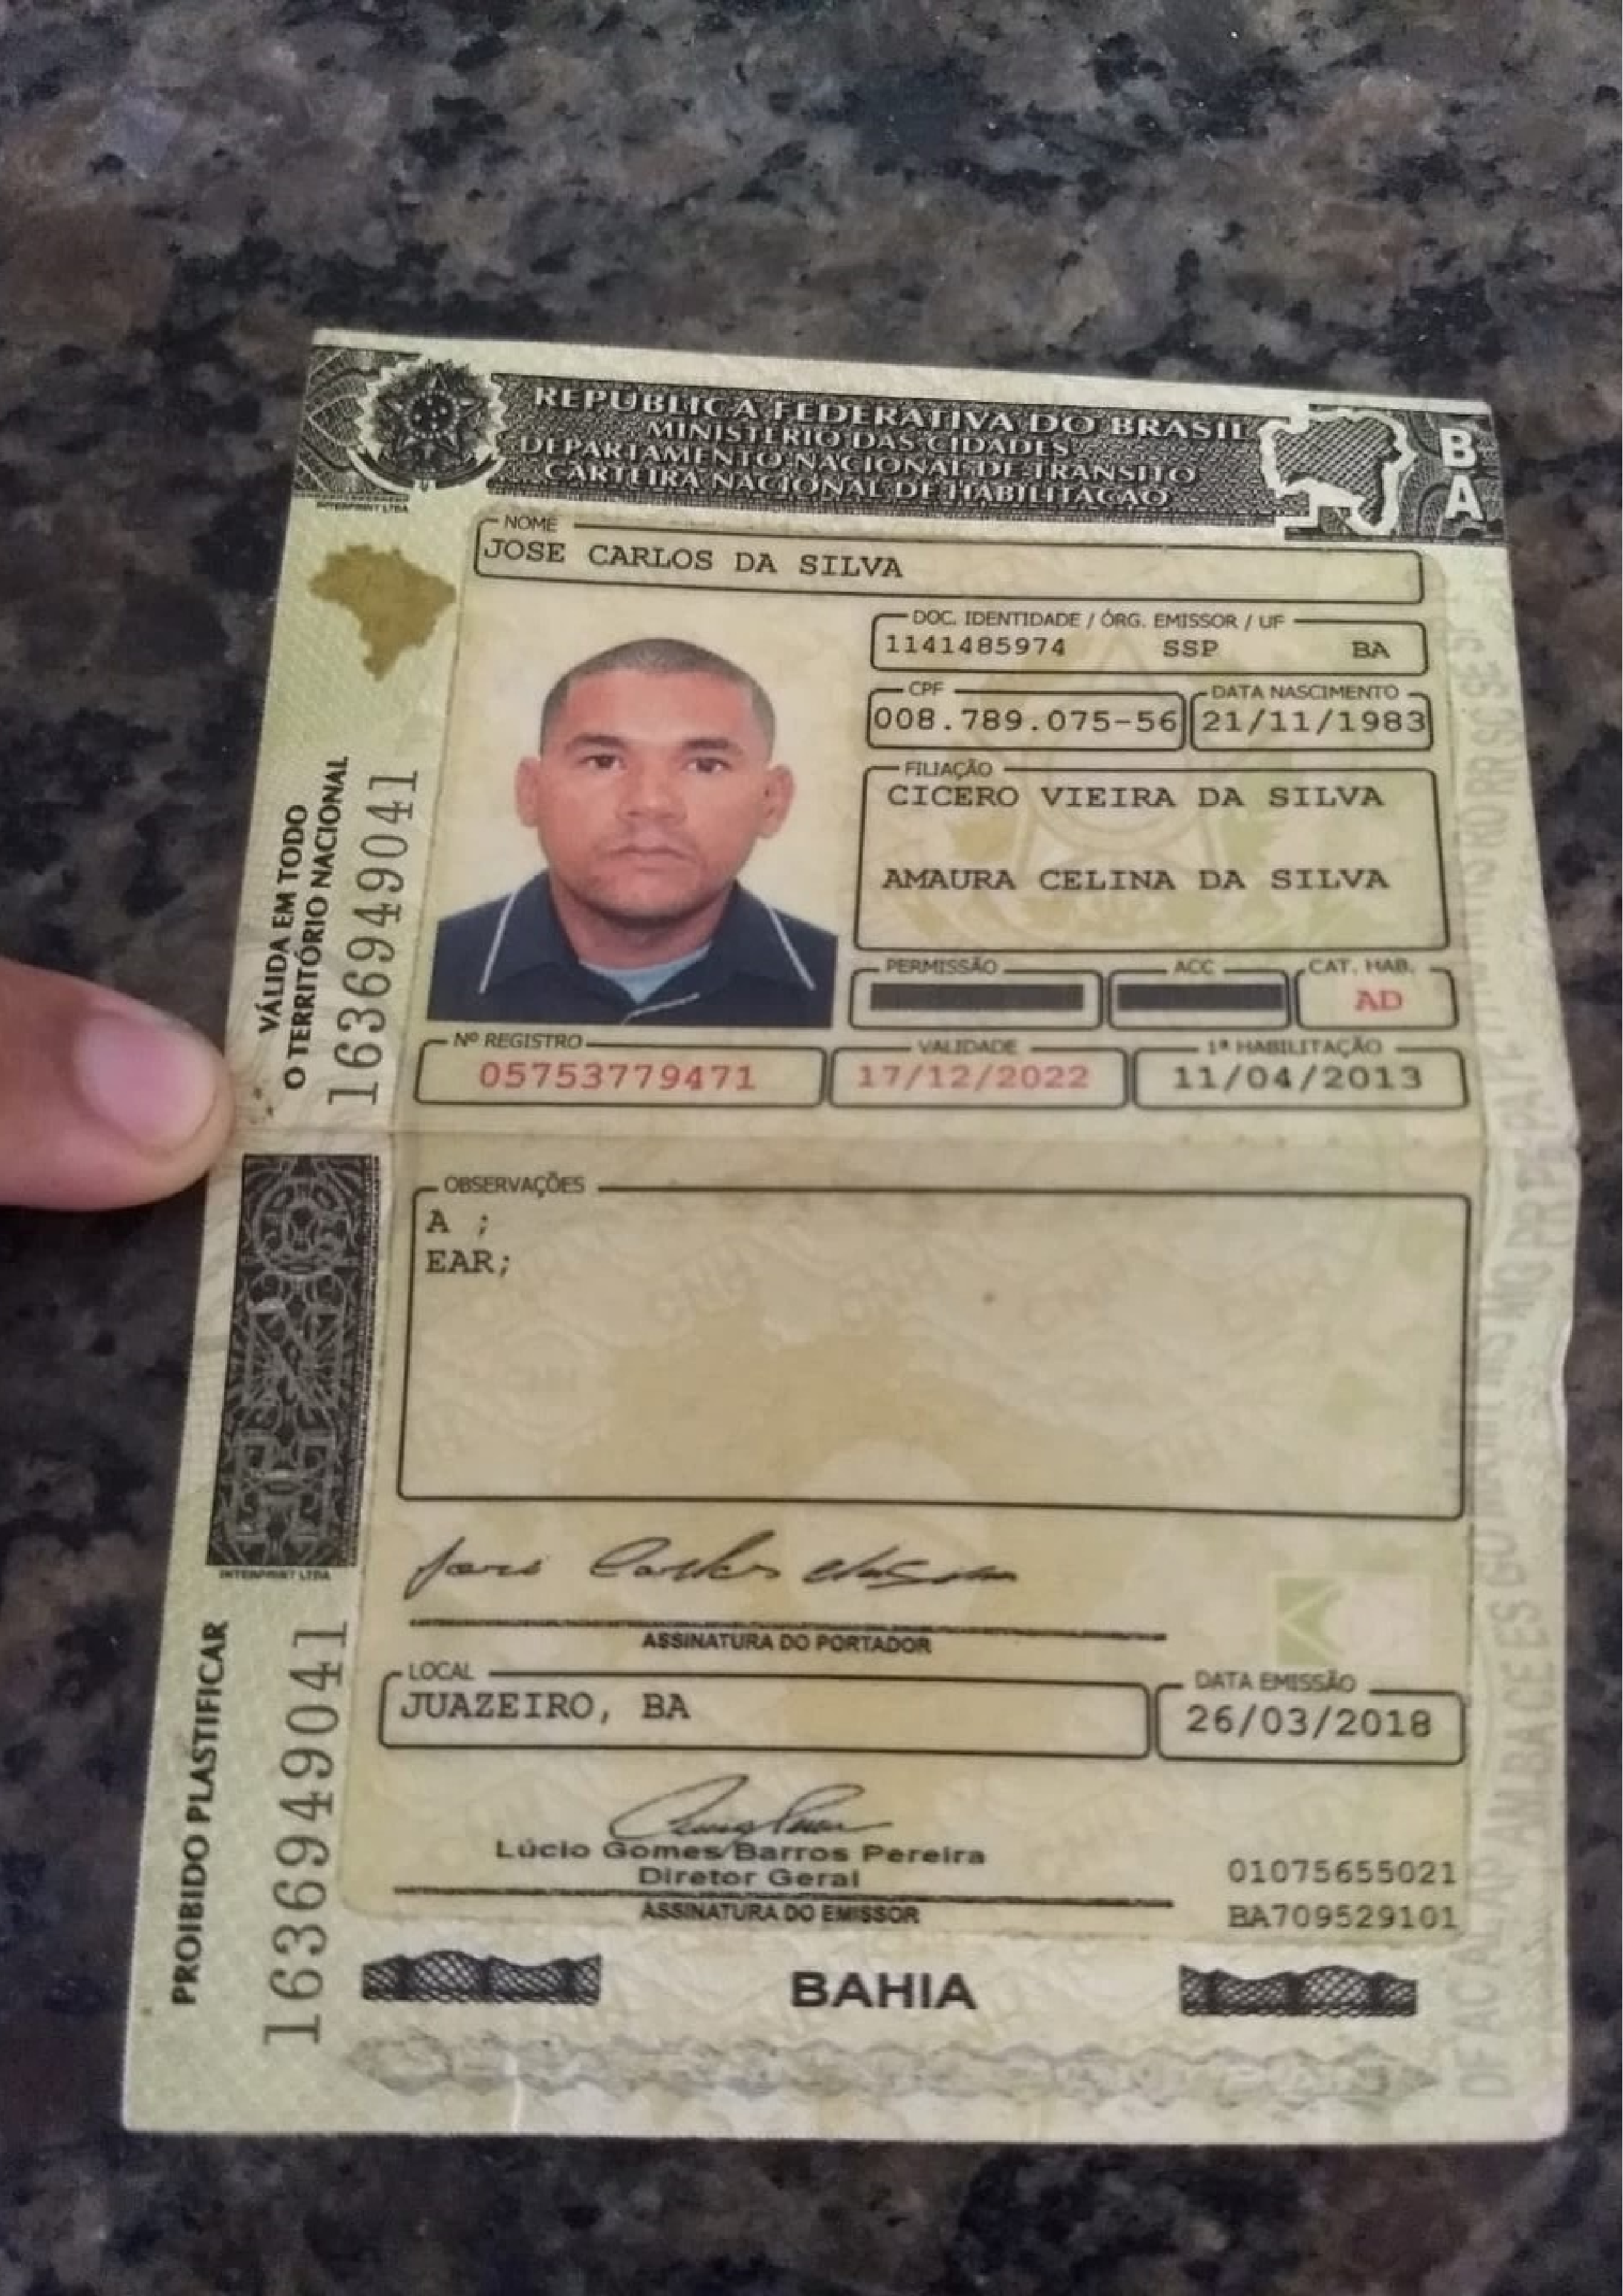 REPÚBLICA FEDERATIVA DO BRASIL
MINISTÉRIO DAS CIDADES
DEPARTAMENTO NACIONAL DE TRÂNSITO
CARTEIRA NACIONAL DE HABILITAÇÃO
BA
INTERPRINT LTDA
NOME
JOSE CARLOS DA SILVA
DOC. IDENTIDADE / ÓRG. EMISSOR / UF
1141485974 SSP BA
CPF DATA NASCIMENTO
008.789.075-56 21/11/1983
FILIAÇÃO
CICERO VIEIRA DA SILVA
AMAURA CELINA DA SILVA
PERMISSÃO ACC CAT. HAB.
AD
Nº REGISTRO VALIDADE 1ª HABILITAÇÃO
05753779471 17/12/2022 11/04/2013
VÁLIDA EM TODO
O TERRITÓRIO NACIONAL
1636949041
OBSERVAÇÕES
A ;
EAR;
INTERPRINT LTDA
Jose Carlos da Silva
ASSINATURA DO PORTADOR
LOCAL DATA EMISSÃO
JUAZEIRO, BA 26/03/2018
Lúcio Gomes Barros Pereira
Diretor Geral
ASSINATURA DO EMISSOR
01075655021
BA709529101
PROIBIDO PLASTIFICAR
1636949041
BAHIA